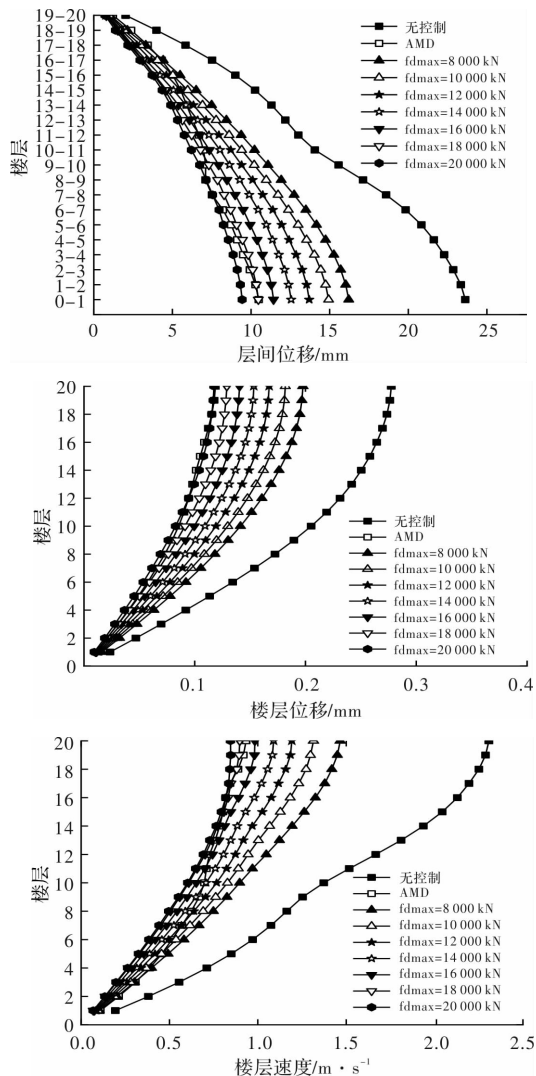 19-20
18-19
17-18
16-17
15-16
14-15
13-14
12-13
11-12
10-11
9-10
8-9
7-8
6-7
5-6
4-5
3-4
2-3
1-2
0-1
楼层
无控制
AMD
fdmax=8 000 kN
fdmax=10 000 kN
fdmax=12 000 kN
fdmax=14 000 kN
fdmax=16 000 kN
fdmax=18 000 kN
fdmax=20 000 kN
0 5 10 15 20 25
层间位移/mm
20
18
16
14
12
10
8
6
4
2
0
楼层
无控制
AMD
fdmax=8 000 kN
fdmax=10 000 kN
fdmax=12 000 kN
fdmax=14 000 kN
fdmax=16 000 kN
fdmax=18 000 kN
fdmax=20 000 kN
0.1 0.2 0.3 0.4
楼层位移/mm
20
18
16
14
12
10
8
6
4
2
0
楼层
无控制
AMD
fdmax=8 000 kN
fdmax=10 000 kN
fdmax=12 000 kN
fdmax=14 000 kN
fdmax=16 000 kN
fdmax=18 000 kN
fdmax=20 000 kN
0.0 0.5 1.0 1.5 2.0 2.5
楼层速度/m·s⁻¹